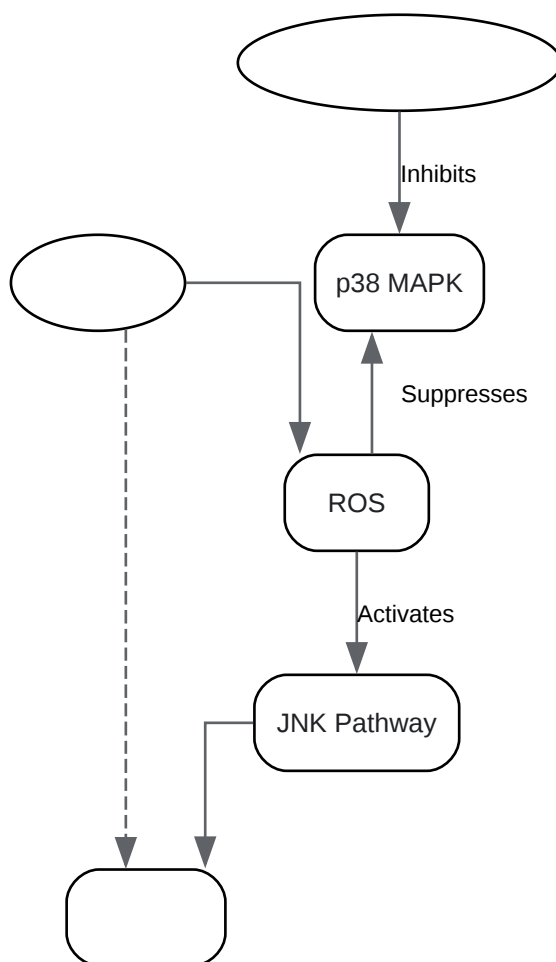 Inhibits
p38 MAPK
Suppresses
ROS
Activates
JNK Pathway